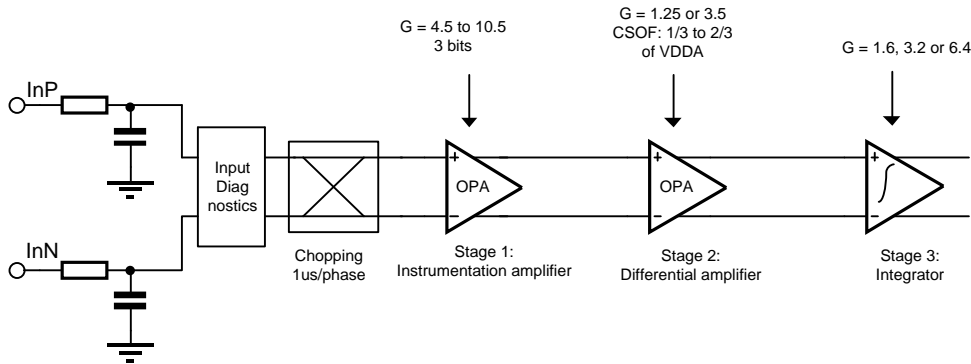 G = 4.5 to 10.5
3 bits
G = 1.25 or 3.5
CSOF: 1/3 to 2/3
of VDDA
G = 1.6, 3.2 or 6.4
InP
Input
Diag
nostics
+
OPA
−
+
OPA
−
+
−
InN
Chopping
1us/phase
Stage 1:
Instrumentation amplifier
Stage 2:
Differential amplifier
Stage 3:
Integrator